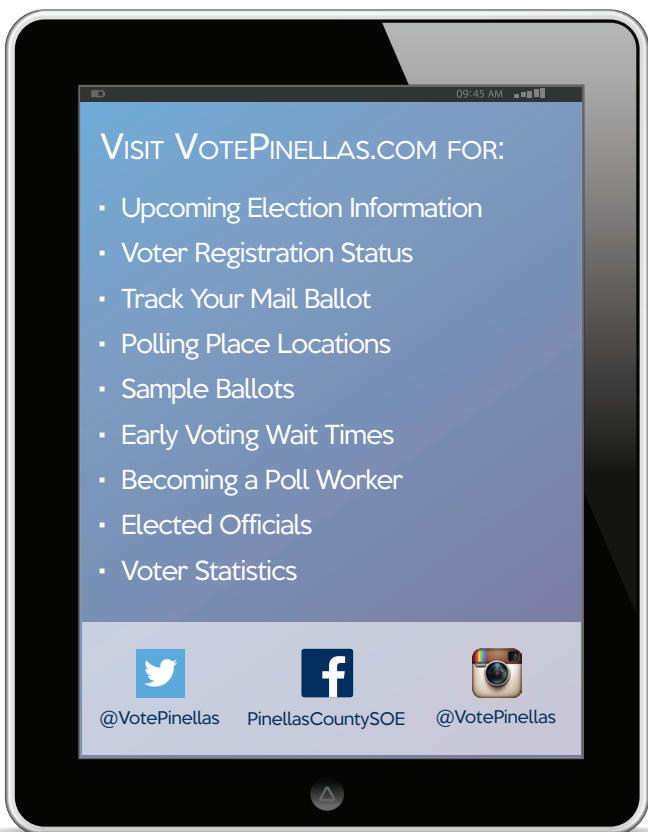 09:45 AM
VISIT VOTEPINELLAS.COM FOR:
▪ Upcoming Election Information
▪ Voter Registration Status
▪ Track Your Mail Ballot
▪ Polling Place Locations
▪ Sample Ballots
▪ Early Voting Wait Times
▪ Becoming a Poll Worker
▪ Elected Officials
▪ Voter Statistics
@VotePinellas PinellasCountySOE @VotePinellas